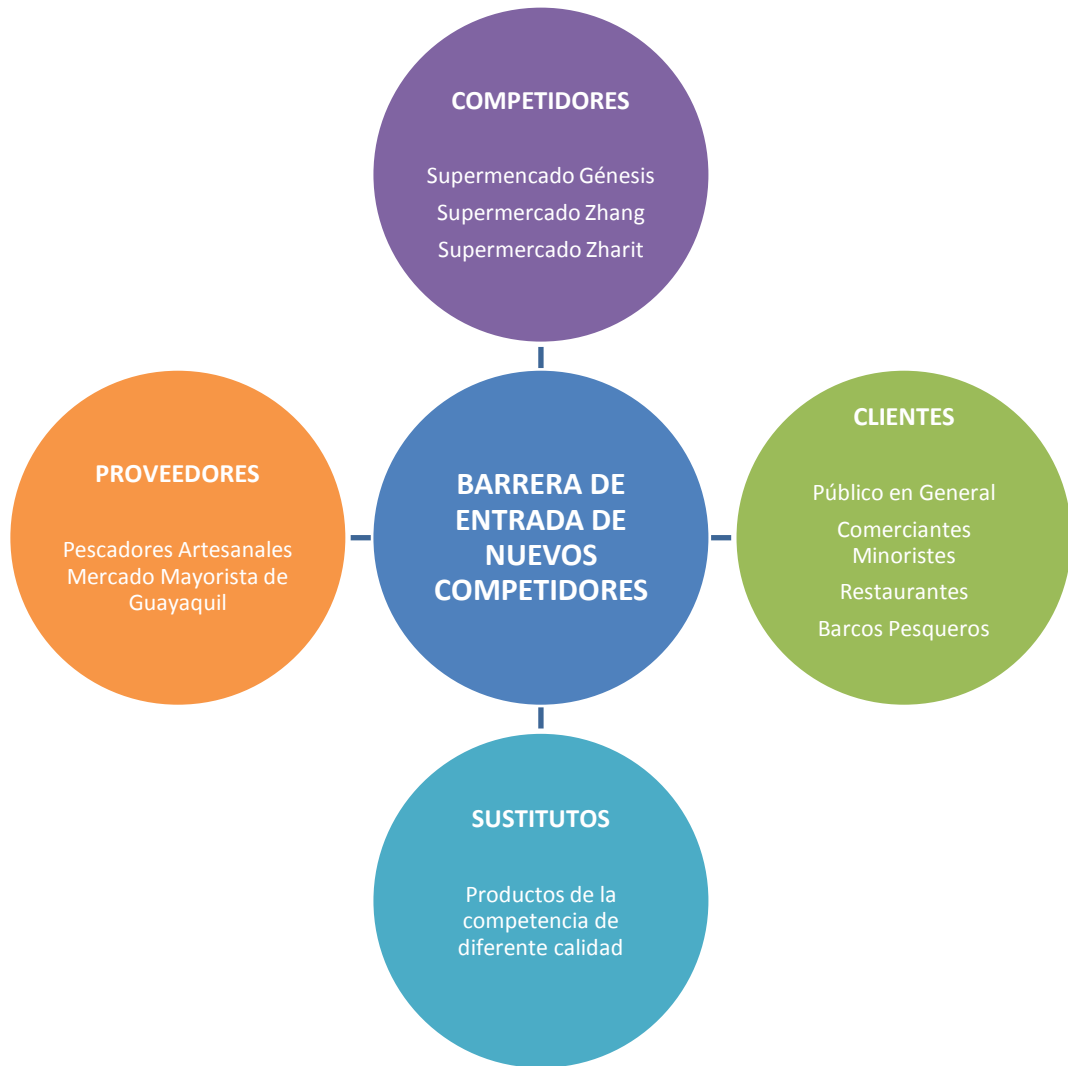 COMPETIDORES
Supermencado Génesis
Supermercado Zhang
Supermercado Zharit
PROVEEDORES
Pescadores Artesanales
Mercado Mayorista de
Guayaquil
BARRERA DE
ENTRADA DE
NUEVOS
COMPETIDORES
CLIENTES
Público en General
Comerciantes
Minoristes
Restaurantes
Barcos Pesqueros
SUSTITUTOS
Productos de la
competencia de
diferente calidad